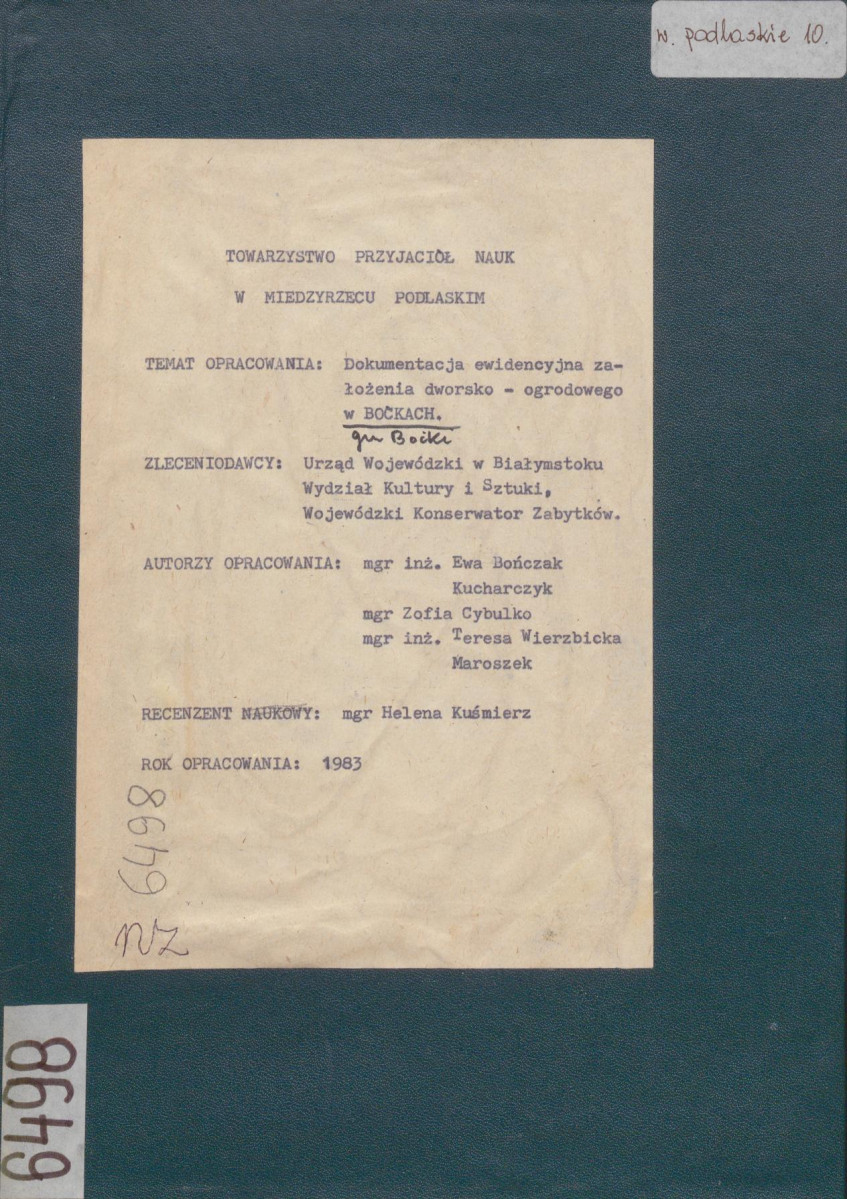 w. podlaskie 10.
TOWARZYSTWO PRZYJACIÓŁ NAUK
W MIEDZYRZECU PODLASKIM
TEMAT OPRACOWANIA: Dokumentacja ewidencyjna za-
łożenia dworsko - ogrodowego
w BOĆKACH.
gm Boćki
ZLECENIODAWCY: Urząd Wojewódzki w Białymstoku
Wydział Kultury i Sztuki,
Wojewódzki Konserwator Zabytków.
AUTORZY OPRACOWANIA: mgr inż. Ewa Bończak
Kucharczyk
mgr Zofia Cybulko
mgr inż. Teresa Wierzbicka
Maroszek
RECENZENT NAUKOWY: mgr Helena Kuśmierz
ROK OPRACOWANIA: 1983
6498
NZ
6498